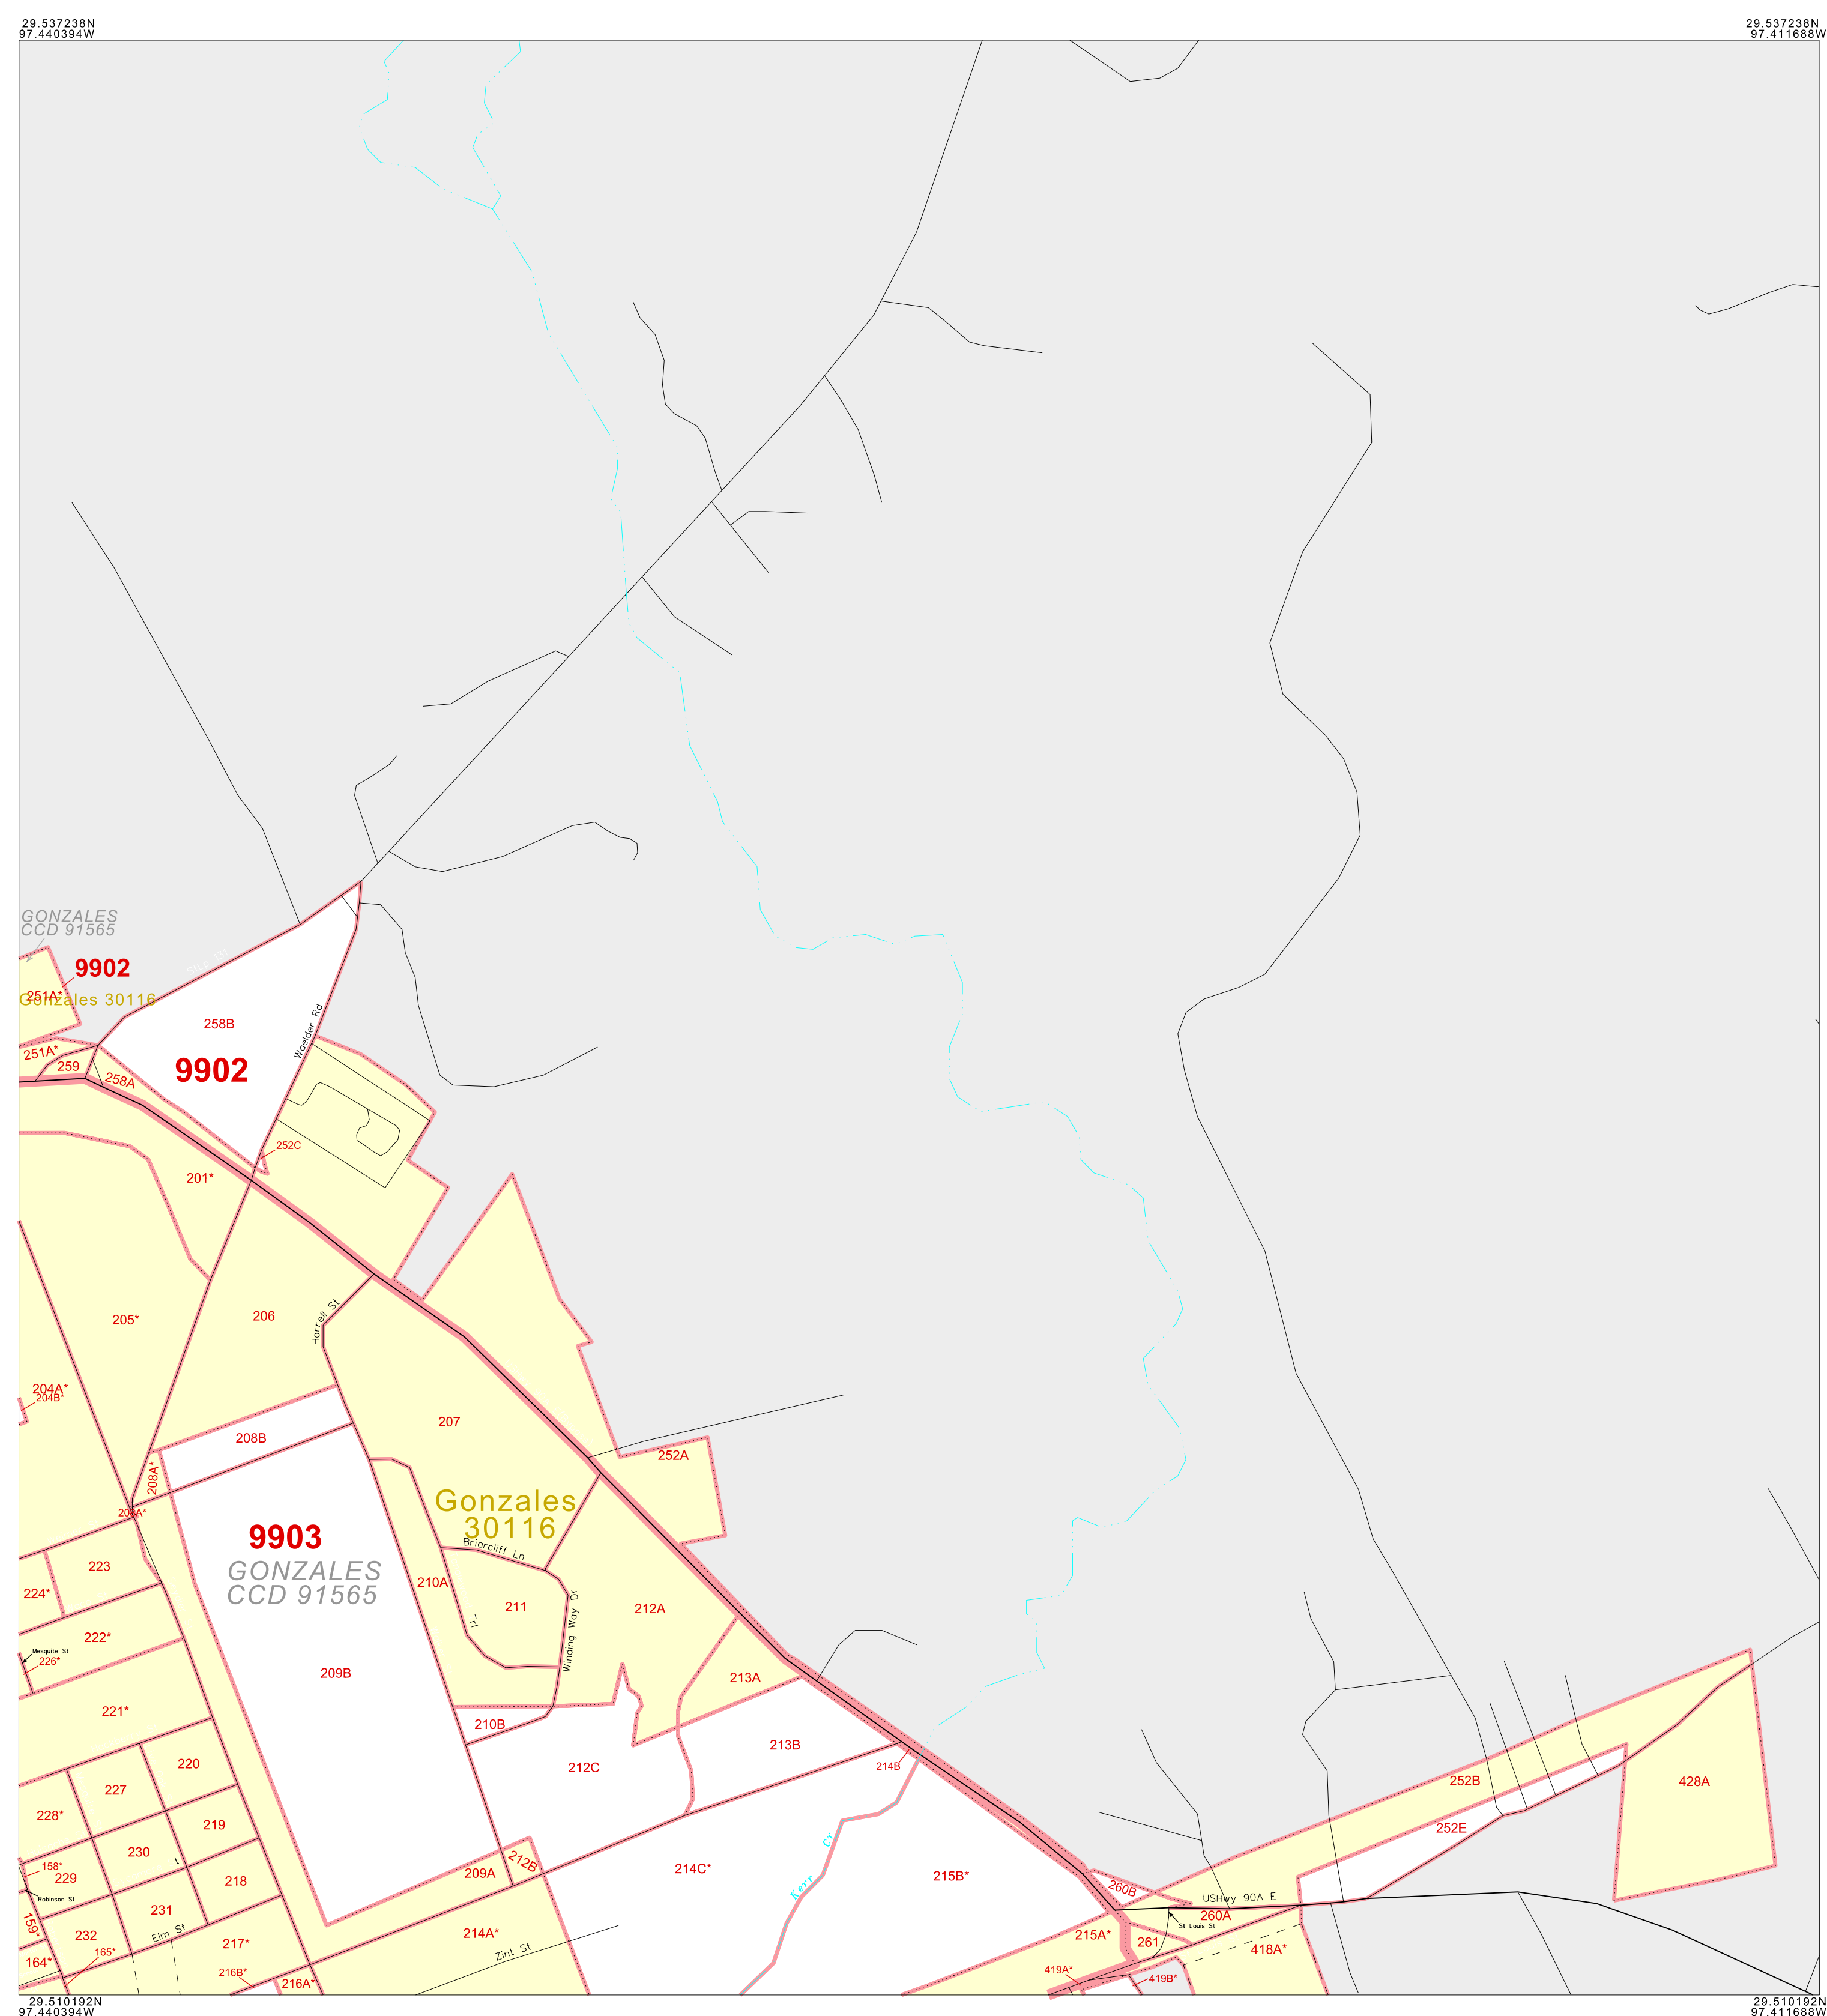 29.537238N
97.440394W
29.537238N
97.411688W
GONZALES
CCD 91565
9902
251A*
Gonzales 30116
258B
9902
Waelder Rd
251A*
259
258A
252C
201*
206
Harrell St
205*
204A*
204B*
207
208B
208A*
252A
Gonzales
30116
9903
GONZALES
CCD 91565
Briarcliff Ln
223
224*
210A
211
212A
Winding Way Dr
222*
Mesquite St
226*
209B
213A
221*
210B
213B
212C
214B
220
227
252B
428A
228*
219
252E
230
Kerr Cr
158*
229
218
209A
212B
214C*
215B*
260B
Robinson St
USHwy 90A E
231
260A
St Louis St
159*
232
Elm St
214A*
215A*
261
217*
Zint St
418A*
164*
165*
216B*
216A*
419A*
419B*
29.510192N
97.440394W
29.510192N
97.411688W